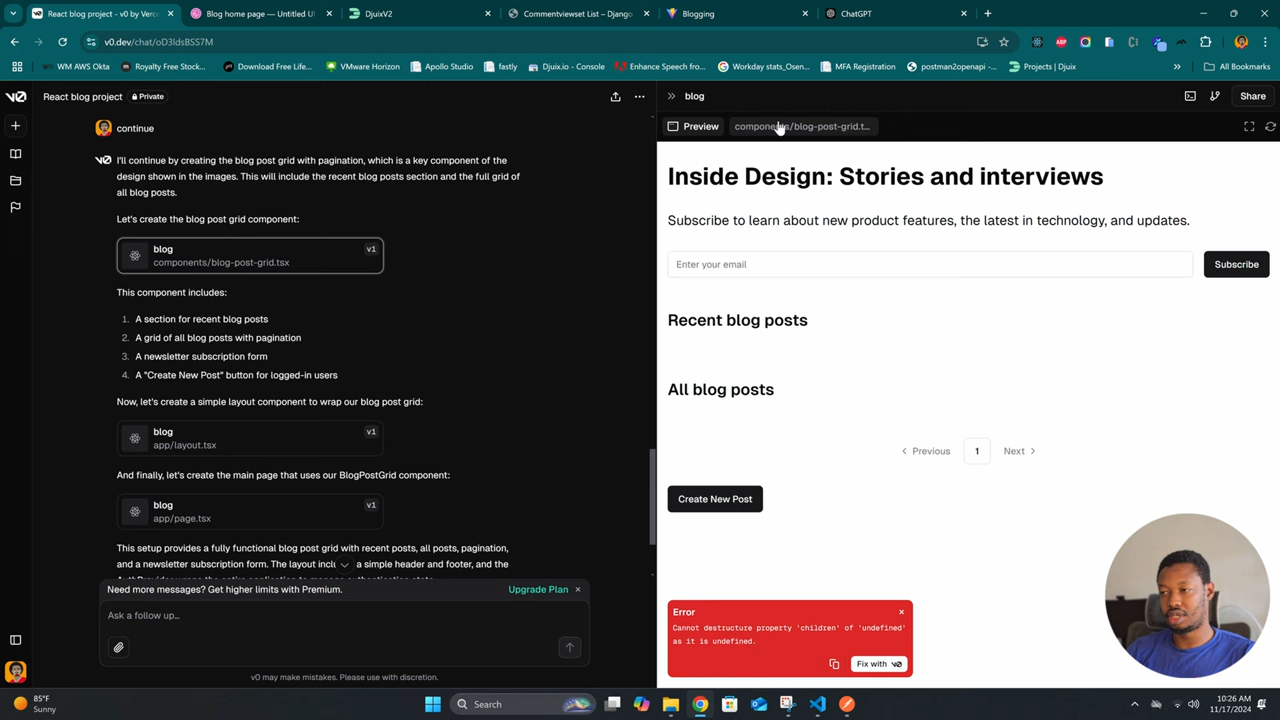 React blog project - v0 by Verc
Blog home page — Untitled UI
DjuixV2
Commentviewset List – Django
Blogging
ChatGPT
v0.dev/chat/oD3IdsBSS7M
WM AWS Okta
Royalty Free Stock...
Download Free Life...
VMware Horizon
Apollo Studio
fastly
Djuix.io - Console
Enhance Speech fro...
Workday stats_Osen...
MFA Registration
postman2openapi -...
Projects | Djuix
All Bookmarks
React blog project
Private
blog
Share
Preview
components/blog-post-grid.t...
continue
I'll continue by creating the blog post grid with pagination, which is a key component of the
design shown in the images. This will include the recent blog posts section and the full grid of
all blog posts.
Let's create the blog post grid component:
blog
v1
components/blog-post-grid.tsx
This component includes:
1. A section for recent blog posts
2. A grid of all blog posts with pagination
3. A newsletter subscription form
4. A "Create New Post" button for logged-in users
Now, let's create a simple layout component to wrap our blog post grid:
blog
v1
app/layout.tsx
And finally, let's create the main page that uses our BlogPostGrid component:
blog
v1
app/page.tsx
This setup provides a fully functional blog post grid with recent posts, all posts, pagination,
and a newsletter subscription form. The layout inclu a simple header and footer, and the
Need more messages? Get higher limits with Premium.
Upgrade Plan
Ask a follow up...
v0 may make mistakes. Please use with discretion.
Inside Design: Stories and interviews
Subscribe to learn about new product features, the latest in technology, and updates.
Enter your email
Subscribe
Recent blog posts
All blog posts
Previous
1
Next
Create New Post
Error
Cannot destructure property 'children' of 'undefined'
as it is undefined.
Fix with v0
85°F
Sunny
Search
10:26 AM
11/17/2024